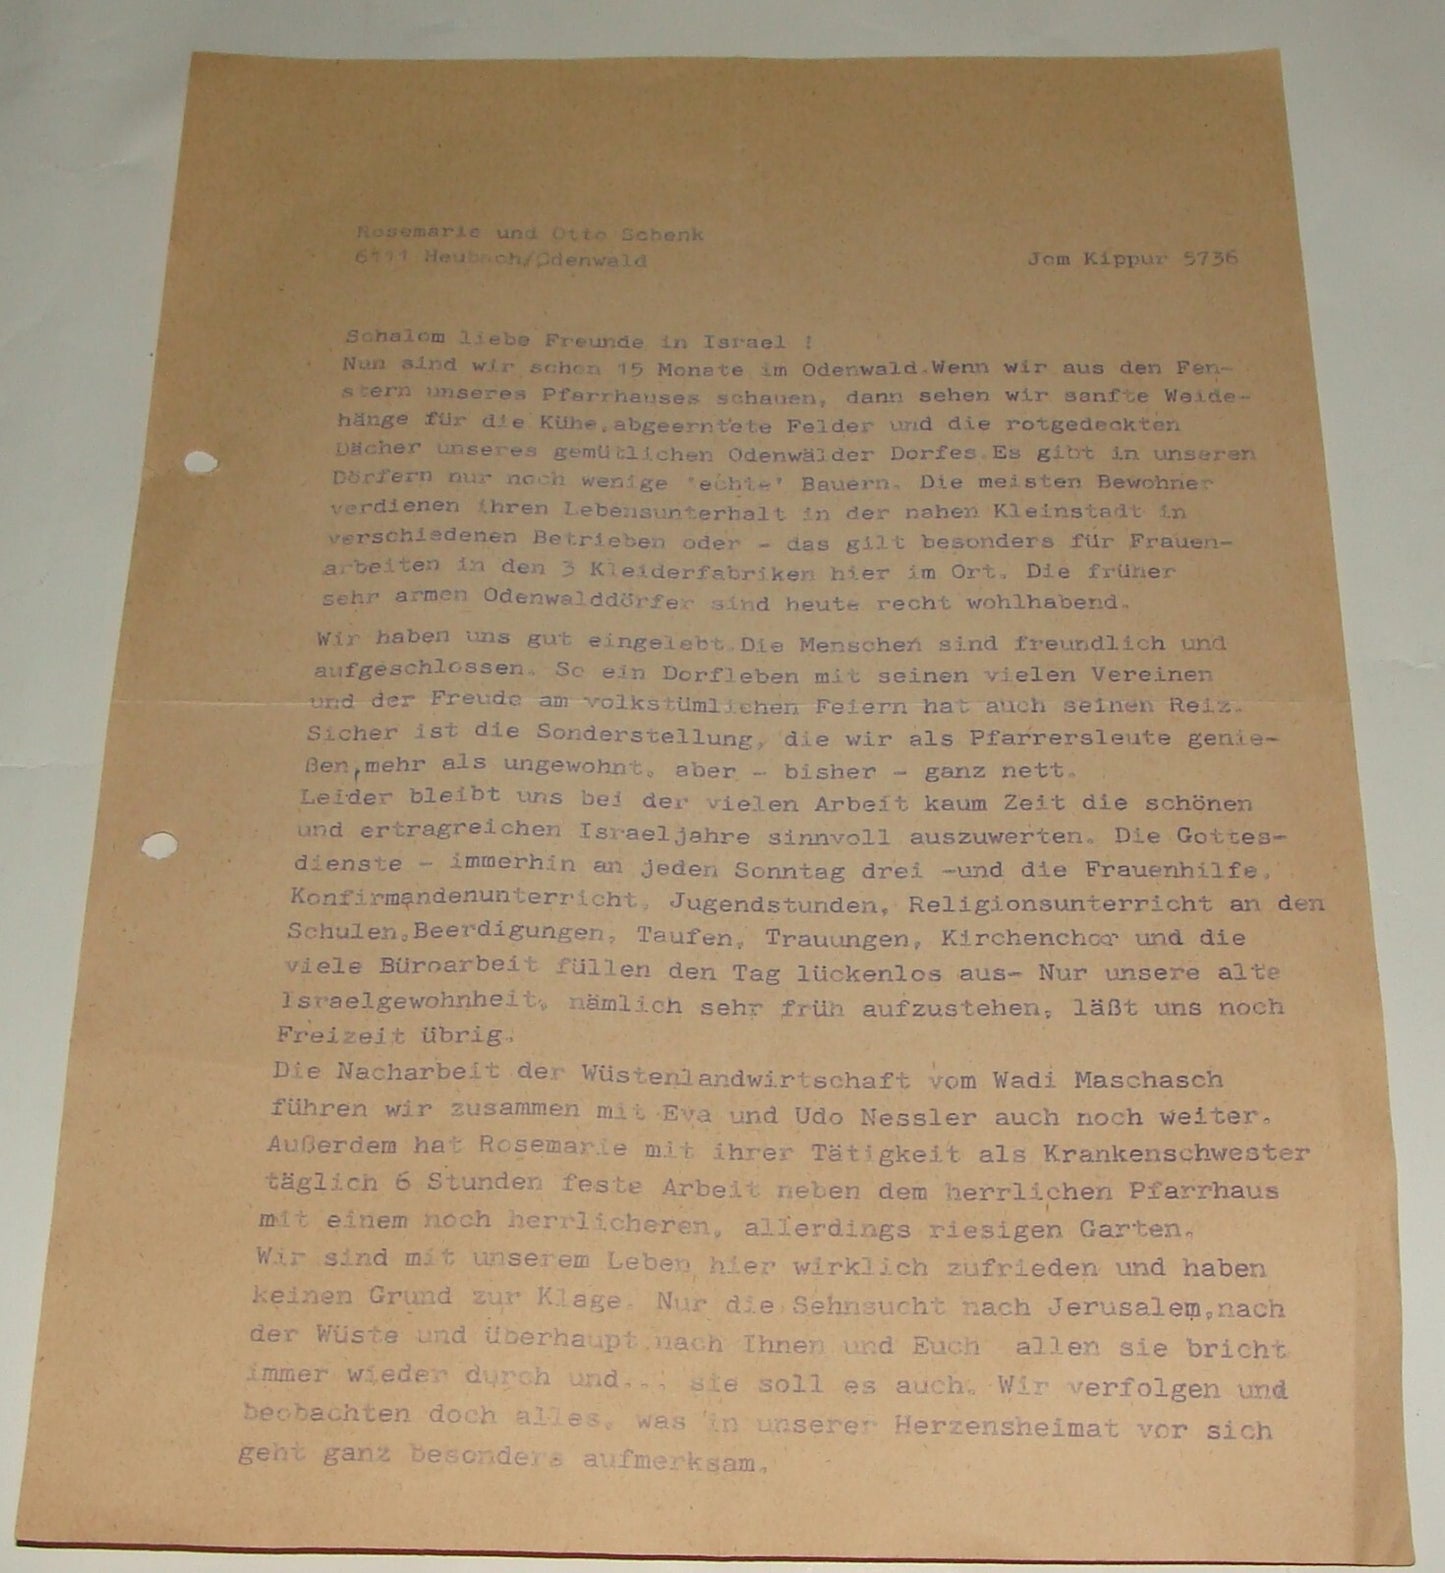 Rosemarie und Otto Schenk
6111 Heubach/Odenwald
Jom Kippur 5736
Schalom liebe Freunde in Israel !
Nun sind wir schon 15 Monate im Odenwald.Wenn wir aus den Fen-
stern unseres Pfarrhauses schauen, dann sehen wir sanfte Weide-
hänge für die Kühe,abgeerntete Felder und die rotgedeckten
Dächer unseres gemütlichen Odenwälder Dorfes.Es gibt in unseren
Dörfern nur noch wenige 'echte' Bauern. Die meisten Bewohner
verdienen ihren Lebensunterhalt in der nahen Kleinstadt in
verschiedenen Betrieben oder - das gilt besonders für Frauen-
arbeiten in den 3 Kleiderfabriken hier im Ort. Die früher
sehr armen Odenwalddörfer sind heute recht wohlhabend.
Wir haben uns gut eingelebt.Die Menschen sind freundlich und
aufgeschlossen. So ein Dorfleben mit seinen vielen Vereinen
und der Freude am volkstümlichen Feiern hat auch seinen Reiz.
Sicher ist die Sonderstellung, die wir als Pfarrersleute genie-
ßen,mehr als ungewohnt, aber - bisher - ganz nett.
Leider bleibt uns bei der vielen Arbeit kaum Zeit die schönen
und ertragreichen Israeljahre sinnvoll auszuwerten. Die Gottes-
dienste - immerhin an jeden Sonntag drei -und die Frauenhilfe,
Konfirmandenunterricht, Jugendstunden, Religionsunterricht an den
Schulen,Beerdigungen, Taufen, Trauungen, Kirchenchor und die
viele Büroarbeit füllen den Tag lückenlos aus- Nur unsere alte
Israelgewohnheit, nämlich sehr früh aufzustehen, läßt uns noch
Freizeit übrig.
Die Nacharbeit der Wüstenlandwirtschaft vom Wadi Maschasch
führen wir zusammen mit Eva und Udo Nessler auch noch weiter.
Außerdem hat Rosemarie mit ihrer Tätigkeit als Krankenschwester
täglich 6 Stunden feste Arbeit neben dem herrlichen Pfarrhaus
mit einem noch herrlicheren, allerdings riesigen Garten.
Wir sind mit unserem Leben hier wirklich zufrieden und haben
keinen Grund zur Klage. Nur die Sehnsucht nach Jerusalem,nach
der Wüste und überhaupt nach Ihnen und Euch allen sie bricht
immer wieder durch und... sie soll es auch. Wir verfolgen und
beobachten doch alles, was in unserer Herzensheimat vor sich
geht ganz besonders aufmerksam.